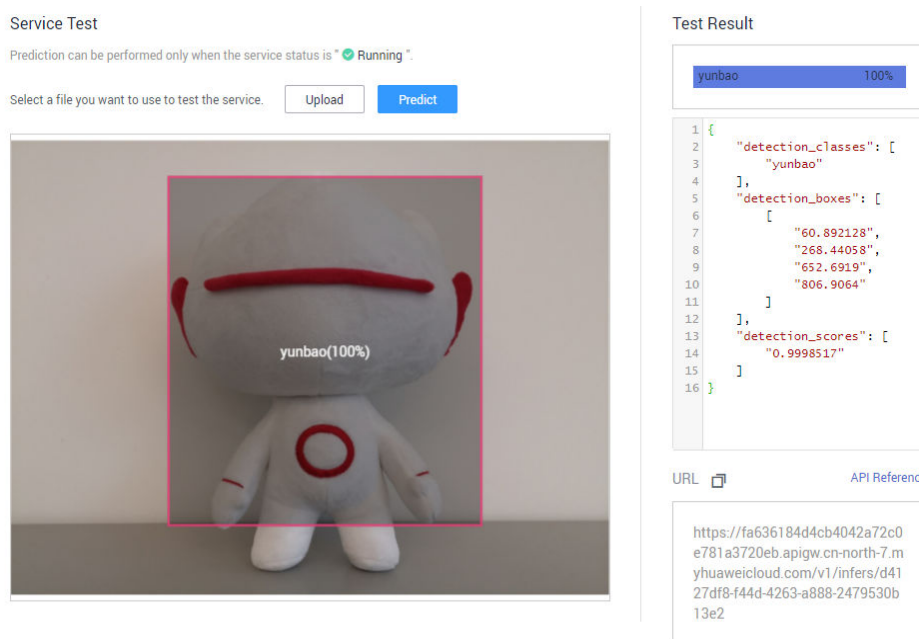 Service Test
Prediction can be performed only when the service status is " Running ".
Select a file you want to use to test the service. Upload Predict
yunbao(100%)
Test Result
yunbao 100%
1 {
2 "detection_classes": [
3 "yunbao"
4 ],
5 "detection_boxes": [
6 [
7 "60.892128",
8 "268.44058",
9 "652.6919",
10 "806.9064"
11 ]
12 ],
13 "detection_scores": [
14 "0.9998517"
15 ]
16 }
URL API Referenc
https://fa636184d4cb4042a72c0
e781a3720eb.apigw.cn-north-7.m
yhuaweicloud.com/v1/infers/d41
27df8-f44d-4263-a888-2479530b
13e2